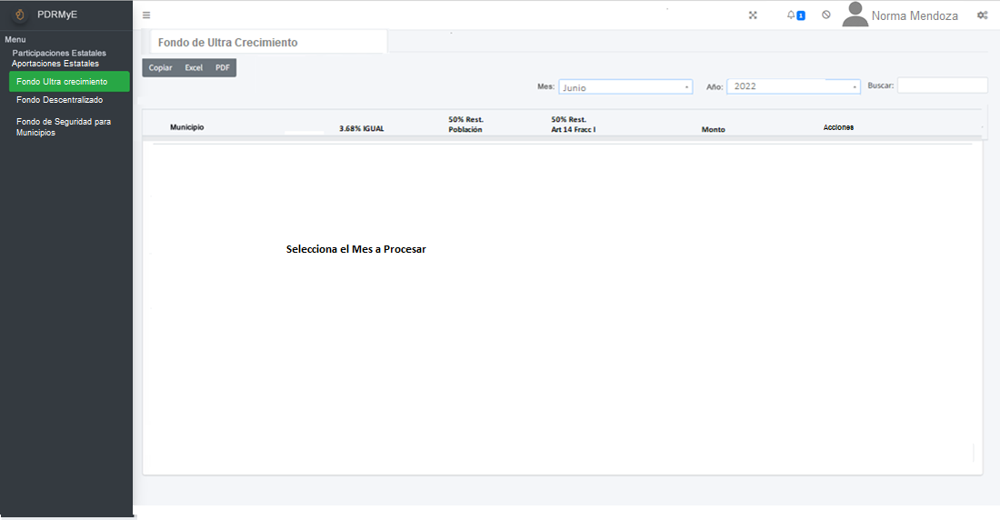 PDRMyE
1
Norma Mendoza
Menu
Participaciones Estatales
Aportaciones Estatales
Fondo Ultra crecimiento
Fondo Descentralizado
Fondo de Seguridad para
Municipios
Fondo de Ultra Crecimiento
Copiar Excel PDF
Mes: Junio Año: 2022 Buscar:
Municipio
3.68% IGUAL
50% Rest.
Población
50% Rest.
Art 14 Fracc I
Monto
Acciones
Selecciona el Mes a Procesar